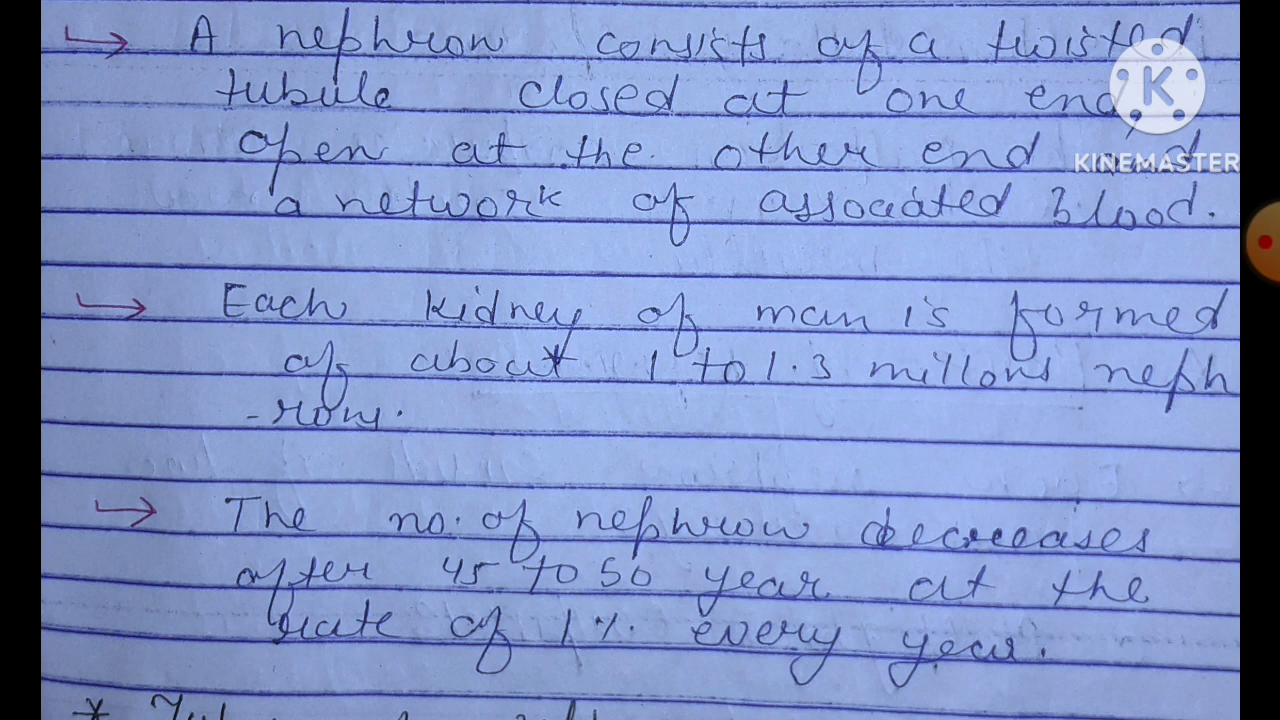 → A nephron consists of a twisted
tubule closed at one end,
open at the other end and
a network of associated Blood.
→ Each kidney of man is formed
of about 1 to 1.3 millons neph
-rons.
→ The no. of nephron decreases
after 45 to 50 year at the
rate of 1% every year.
K
KINEMASTER